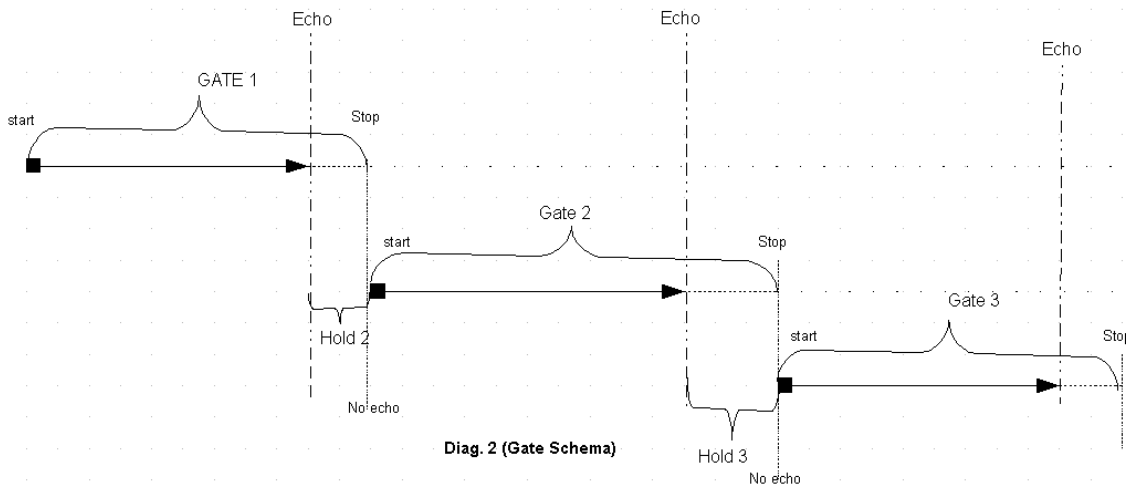 Echo
Echo
Echo
GATE 1
start
Stop
Gate 2
start
Stop
Gate 3
start
Stop
Hold 2
No echo
Diag. 2 (Gate Schema)
Hold 3
No echo